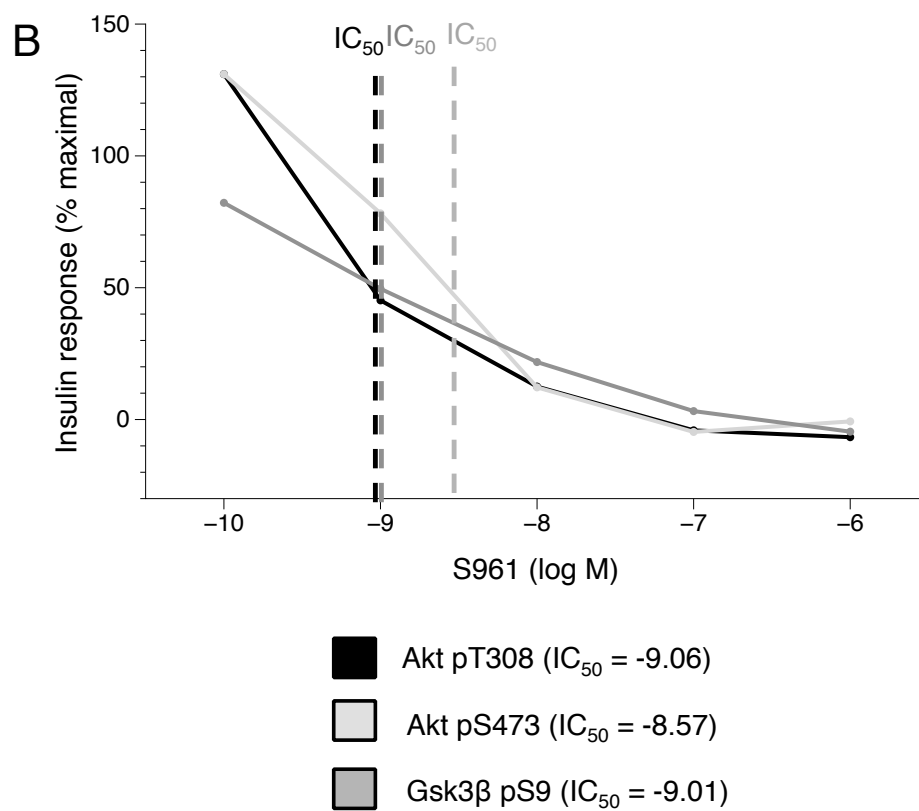 B
IC₅₀ IC₅₀ IC₅₀
Insulin response (% maximal)
150
100
50
0
–10 –9 –8 –7 –6
S961 (log M)
Akt pT308 (IC₅₀ = -9.06)
Akt pS473 (IC₅₀ = -8.57)
Gsk3β pS9 (IC₅₀ = -9.01)